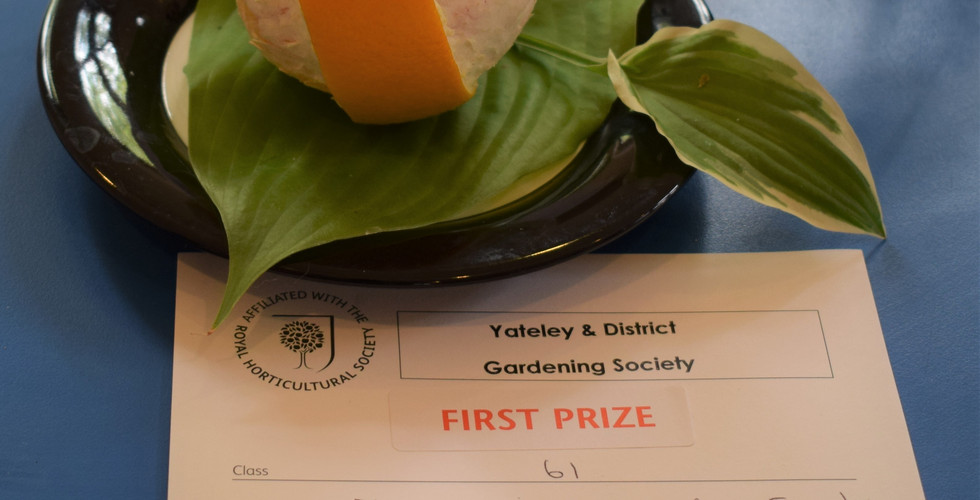 AFFILIATED WITH THE
ROYAL HORTICULTURAL SOCIETY
Yateley & District
Gardening Society
FIRST PRIZE
Class 61